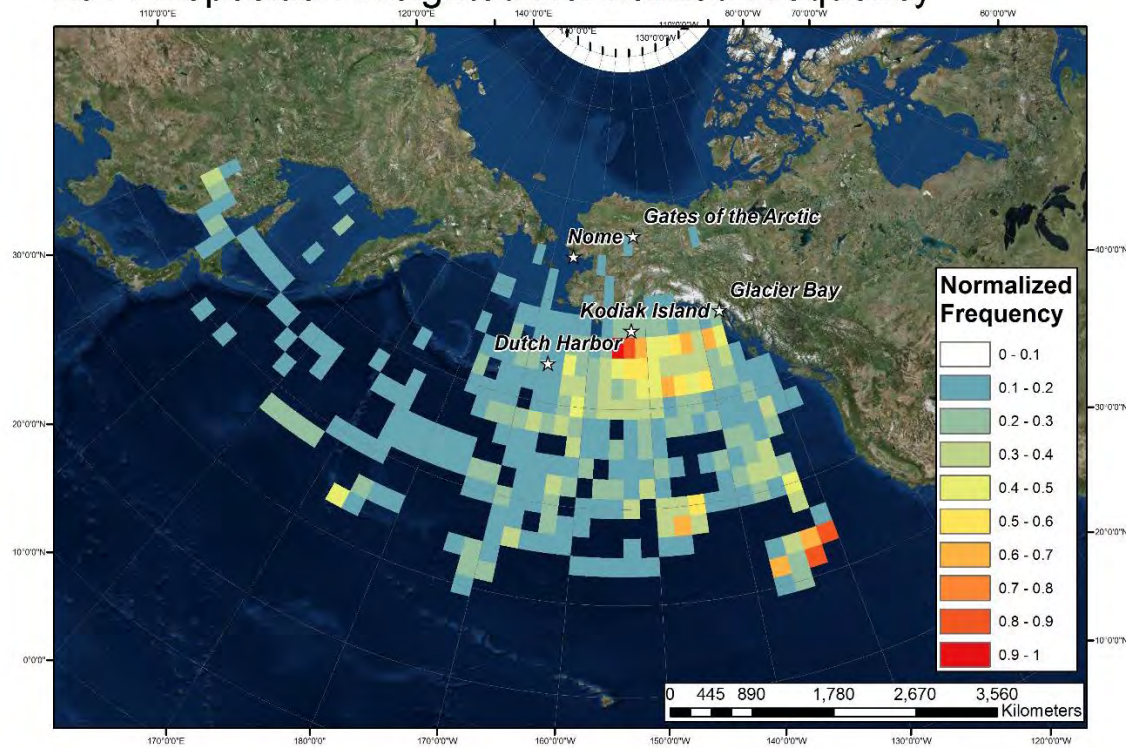 110°0'0"E
120°0'0"E
140°0'0"E
80°0'0"W
70°0'0"W
60°0'0"W
130°0'0"W
30°0'0"N
20°0'0"N
10°0'0"N
0°0'0"
40°0'0"N
30°0'0"N
20°0'0"N
10°0'0"N
Gates of the Arctic
Nome
Glacier Bay
Kodiak Island
Dutch Harbor
Normalized
Frequency
0 - 0.1
0.1 - 0.2
0.2 - 0.3
0.3 - 0.4
0.4 - 0.5
0.5 - 0.6
0.6 - 0.7
0.7 - 0.8
0.8 - 0.9
0.9 - 1
0 445 890 1,780 2,670 3,560
Kilometers
170°0'0"E
180°0'0"
170°0'0"W
160°0'0"W
150°0'0"W
140°0'0"W
130°0'0"W
120°0'0"W